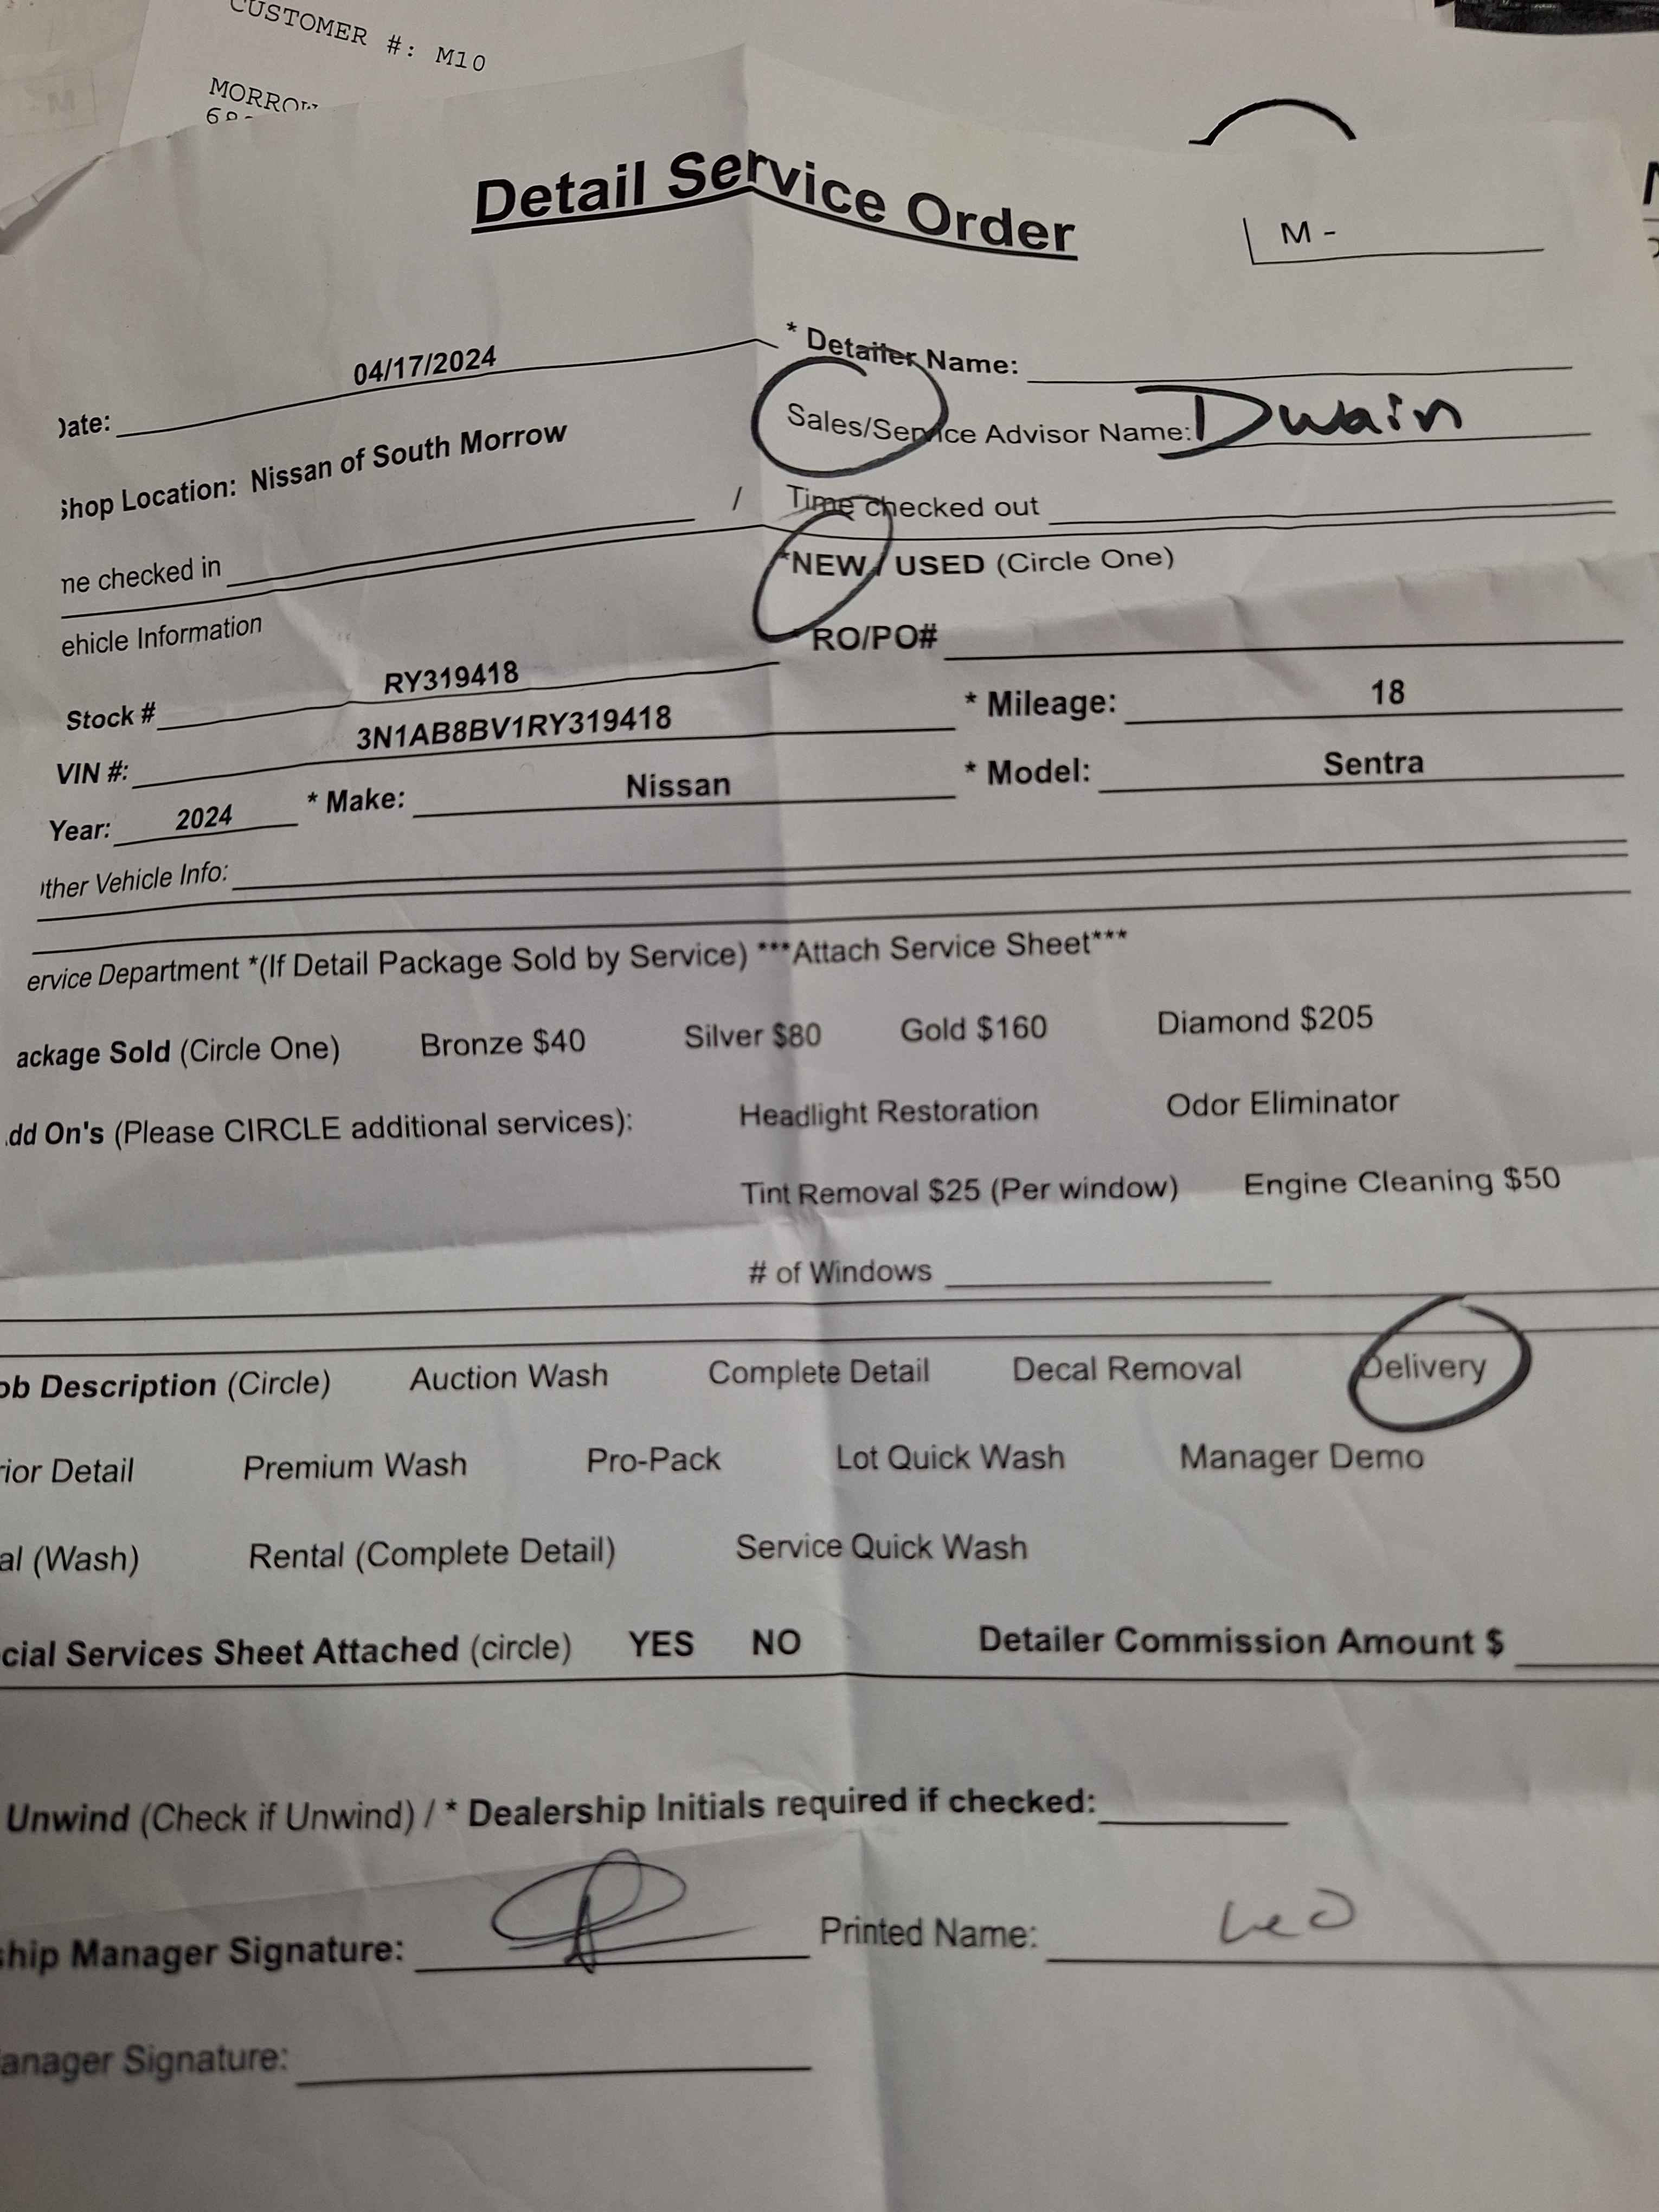 CUSTOMER #: M10
MORROW
Detail Service Order
M -
Date: 04/17/2024 * Detailer Name:
Shop Location: Nissan of South Morrow Sales/Service Advisor Name: Dwain
ne checked in / Time checked out
ehicle Information *NEW / USED (Circle One)
Stock # RY319418 * RO/PO#
VIN #: 3N1AB8BV1RY319418 * Mileage: 18
Year: 2024 * Make: Nissan * Model: Sentra
ther Vehicle Info:
ervice Department *(If Detail Package Sold by Service) ***Attach Service Sheet***
ackage Sold (Circle One) Bronze $40 Silver $80 Gold $160 Diamond $205
dd On's (Please CIRCLE additional services): Headlight Restoration Odor Eliminator
Tint Removal $25 (Per window) Engine Cleaning $50
# of Windows
ob Description (Circle) Auction Wash Complete Detail Decal Removal Delivery
rior Detail Premium Wash Pro-Pack Lot Quick Wash Manager Demo
al (Wash) Rental (Complete Detail) Service Quick Wash
cial Services Sheet Attached (circle) YES NO Detailer Commission Amount $
Unwind (Check if Unwind) / * Dealership Initials required if checked:
ship Manager Signature: Printed Name: Leo
anager Signature: